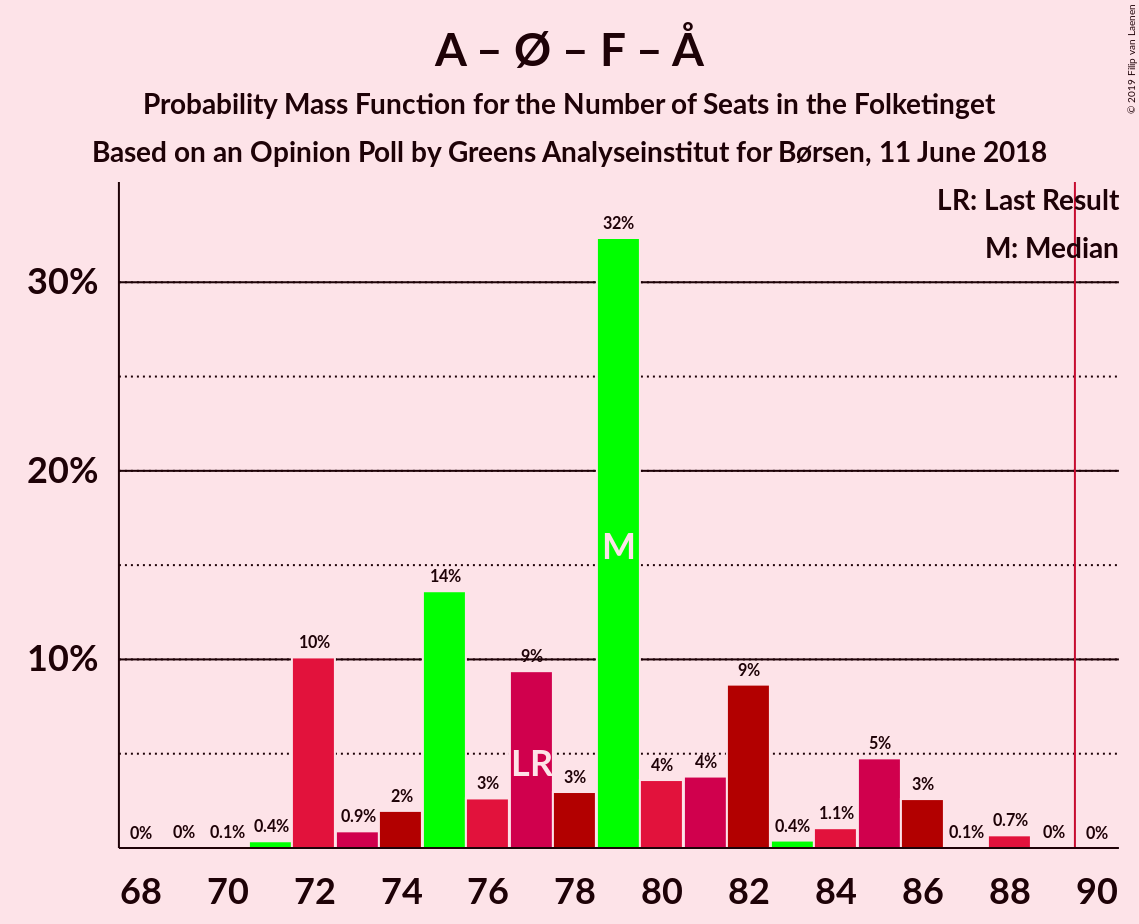 A – Ø – F – Å
Probability Mass Function for the Number of Seats in the Folketinget
Based on an Opinion Poll by Greens Analyseinstitut for Børsen, 11 June 2018
© 2019 Filip van Laenen
LR: Last Result
M: Median
30%
20%
10%
0% 0% 0.1% 0.4% 10% 0.9% 2% 14% 3% 9% 3% 32% 4% 4% 9% 0.4% 1.1% 5% 3% 0.1% 0.7% 0% 0%
LR
M
68 70 72 74 76 78 80 82 84 86 88 90